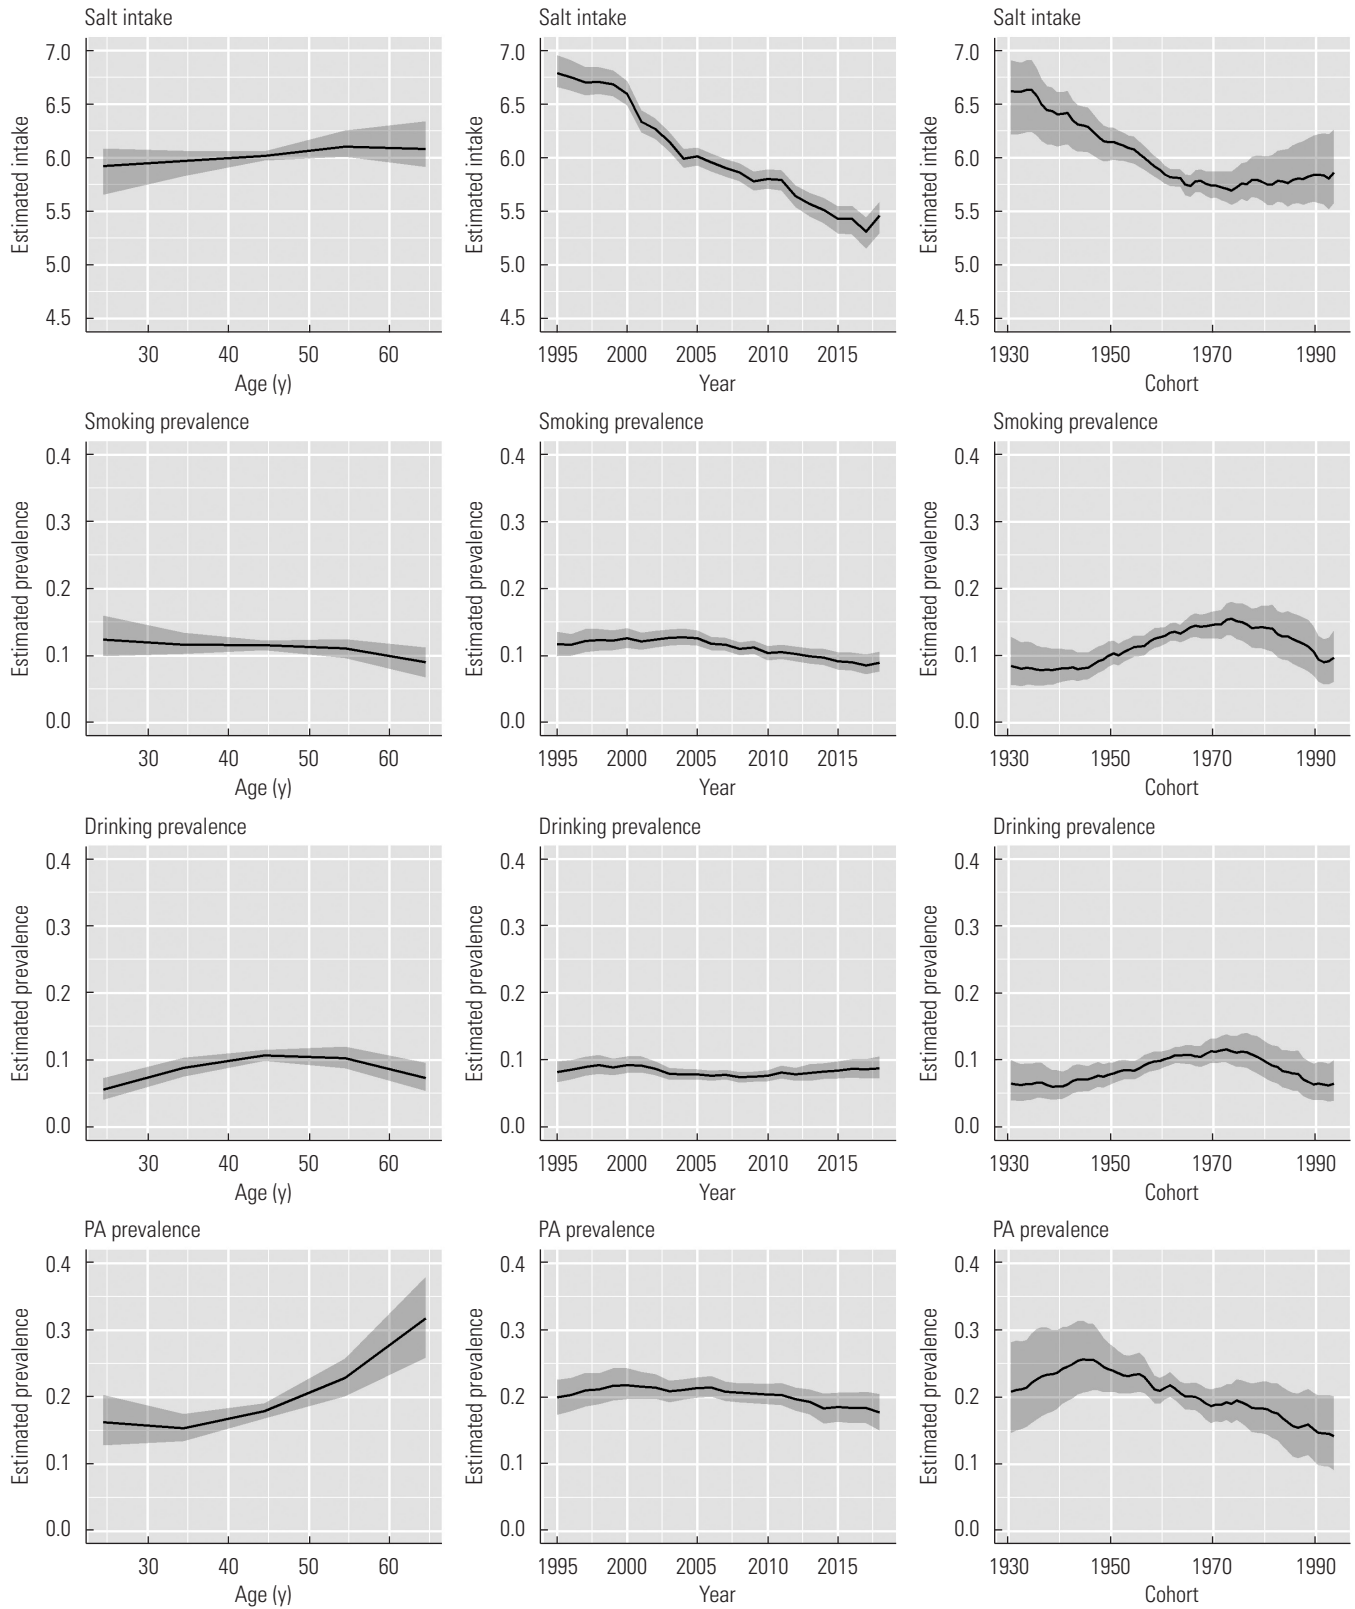 Salt intake
Estimated intake
7.0
6.5
6.0
5.5
5.0
4.5
30 40 50 60
Age (y)
Salt intake
Estimated intake
7.0
6.5
6.0
5.5
5.0
4.5
1995 2000 2005 2010 2015
Year
Salt intake
Estimated intake
7.0
6.5
6.0
5.5
5.0
4.5
1930 1950 1970 1990
Cohort
Smoking prevalence
Estimated prevalence
0.4
0.3
0.2
0.1
0.0
30 40 50 60
Age (y)
Smoking prevalence
Estimated prevalence
0.4
0.3
0.2
0.1
0.0
1995 2000 2005 2010 2015
Year
Smoking prevalence
Estimated prevalence
0.4
0.3
0.2
0.1
0.0
1930 1950 1970 1990
Cohort
Drinking prevalence
Estimated prevalence
0.4
0.3
0.2
0.1
0.0
30 40 50 60
Age (y)
Drinking prevalence
Estimated prevalence
0.4
0.3
0.2
0.1
0.0
1995 2000 2005 2010 2015
Year
Drinking prevalence
Estimated prevalence
0.4
0.3
0.2
0.1
0.0
1930 1950 1970 1990
Cohort
PA prevalence
Estimated prevalence
0.4
0.3
0.2
0.1
0.0
30 40 50 60
Age (y)
PA prevalence
Estimated prevalence
0.4
0.3
0.2
0.1
0.0
1995 2000 2005 2010 2015
Year
PA prevalence
Estimated prevalence
0.4
0.3
0.2
0.1
0.0
1930 1950 1970 1990
Cohort